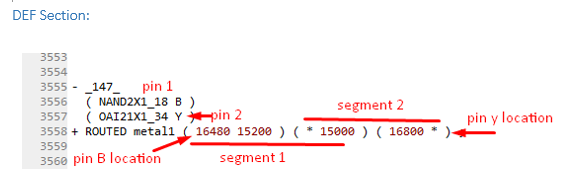 DEF Section:
3553
3554
3555 - _147_ pin 1
3556 ( NAND2X1_18 B )
segment 2
3557 ( OAI21X1_34 Y ) pin 2
pin y location
3558 + ROUTED metal1 ( 16480 15200 ) ( * 15000 ) ( 16800 * )
3559
3560 pin B location segment 1